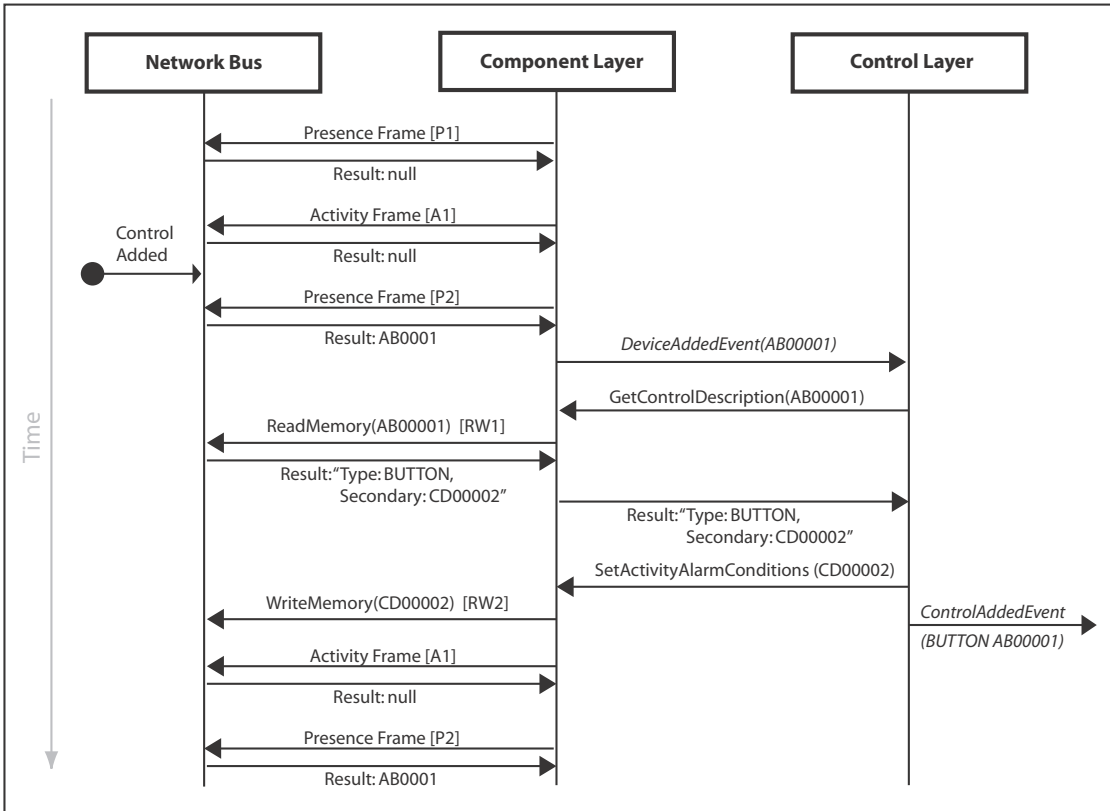 Network Bus
Component Layer
Control Layer
Presence Frame [P1]
Result: null
Activity Frame [A1]
Control
Added
Result: null
Presence Frame [P2]
Result: AB0001
DeviceAddedEvent(AB00001)
GetControlDescription(AB00001)
Time
ReadMemory(AB00001) [RW1]
Result:“Type: BUTTON,
Secondary: CD00002”
Result:“Type: BUTTON,
Secondary: CD00002”
SetActivityAlarmConditions (CD00002)
WriteMemory(CD00002) [RW2]
ControlAddedEvent
(BUTTON AB00001)
Activity Frame [A1]
Result: null
Presence Frame [P2]
Result: AB0001